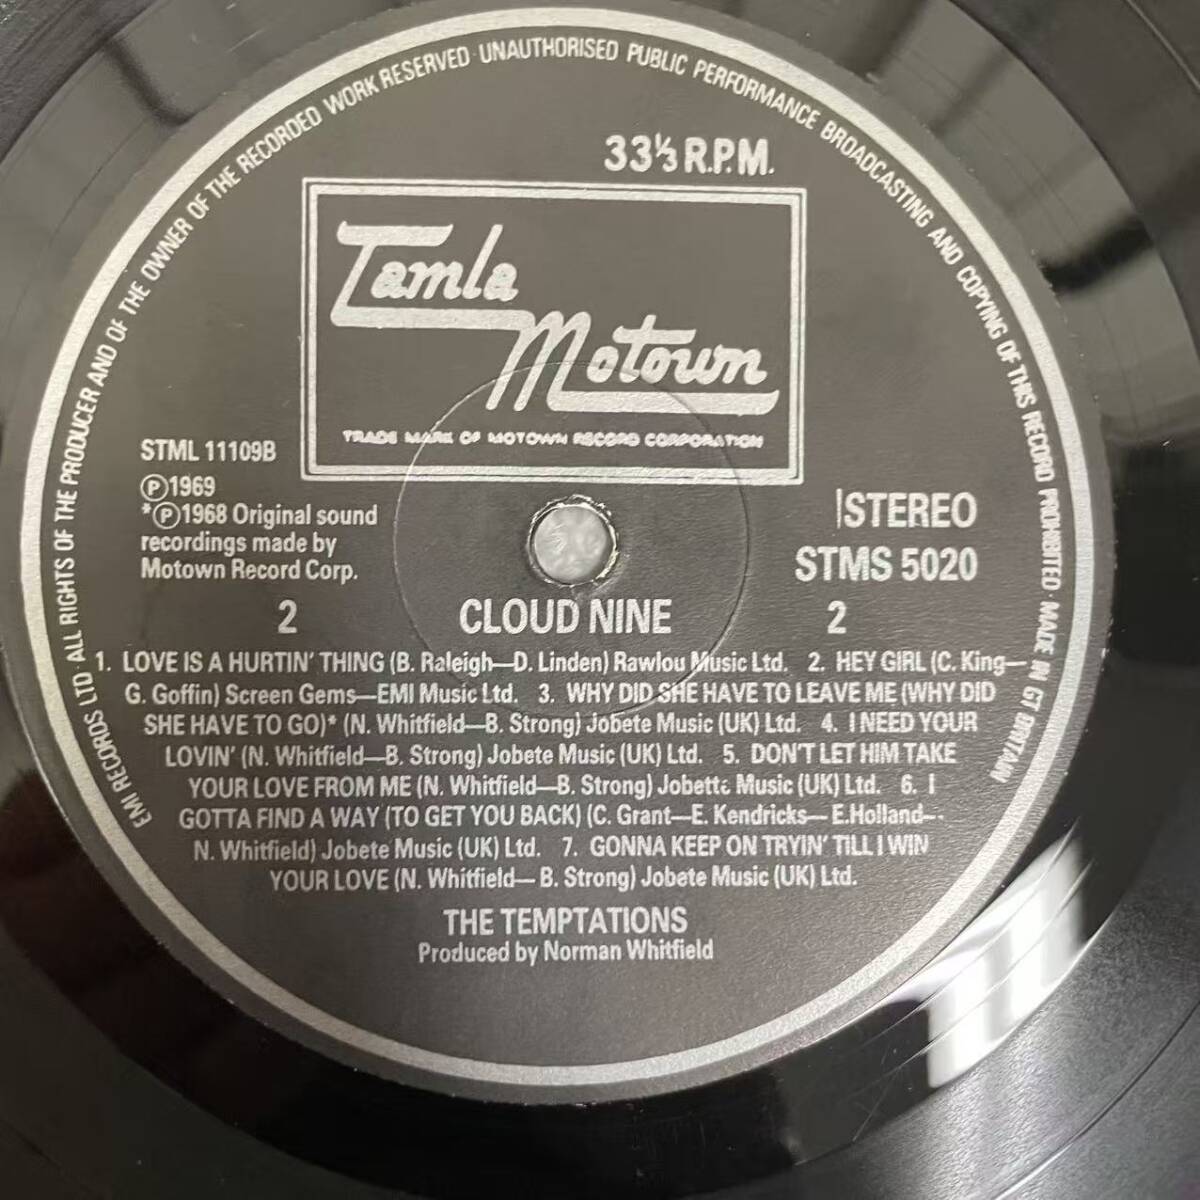 EMI RECORDS LTD · ALL RIGHTS OF THE PRODUCER AND OF THE OWNER OF THE RECORDED WORK RESERVED · UNAUTHORISED PUBLIC PERFORMANCE BROADCASTING AND COPYING OF THIS RECORD PROHIBITED · MADE IN GT BRITAIN
33⅓ R.P.M.
Tamla
Motown
TRADE MARK OF MOTOWN RECORD CORPORATION
STML 11109B
Ⓟ1969
*Ⓟ1968 Original sound
recordings made by
Motown Record Corp.
STEREO
STMS 5020
2 CLOUD NINE 2
1. LOVE IS A HURTIN' THING (B. Raleigh—D. Linden) Rawlou Music Ltd. 2. HEY GIRL (C. King—
G. Goffin) Screen Gems—EMI Music Ltd. 3. WHY DID SHE HAVE TO LEAVE ME (WHY DID
SHE HAVE TO GO)* (N. Whitfield—B. Strong) Jobete Music (UK) Ltd. 4. I NEED YOUR
LOVIN' (N. Whitfield—B. Strong) Jobete Music (UK) Ltd. 5. DON'T LET HIM TAKE
YOUR LOVE FROM ME (N. Whitfield—B. Strong) Jobette Music (UK) Ltd. 6. I
GOTTA FIND A WAY (TO GET YOU BACK) (C. Grant—E. Kendricks—E.Holland—
N. Whitfield) Jobete Music (UK) Ltd. 7. GONNA KEEP ON TRYIN' TILL I WIN
YOUR LOVE (N. Whitfield—B. Strong) Jobete Music (UK) Ltd.
THE TEMPTATIONS
Produced by Norman Whitfield